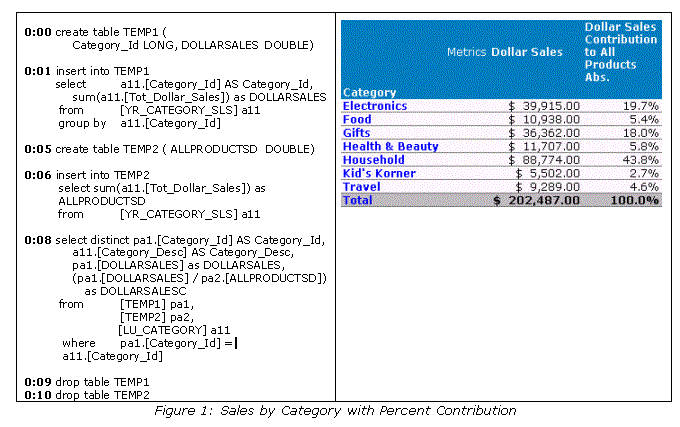 0:00 create table TEMP1 (
Category_Id LONG, DOLLARSALES DOUBLE)
0:01 insert into TEMP1
select a11.[Category_Id] AS Category_Id,
sum(a11.[Tot_Dollar_Sales]) as DOLLARSALES
from [YR_CATEGORY_SLS] a11
group by a11.[Category_Id]
0:05 create table TEMP2 ( ALLPRODUCTSD DOUBLE)
0:06 insert into TEMP2
select sum(a11.[Tot_Dollar_Sales]) as
ALLPRODUCTSD
from [YR_CATEGORY_SLS] a11
0:08 select distinct pa1.[Category_Id] AS Category_Id,
a11.[Category_Desc] AS Category_Desc,
pa1.[DOLLARSALES] as DOLLARSALES,
(pa1.[DOLLARSALES] / pa2.[ALLPRODUCTSD])
as DOLLARSALESC
from [TEMP1] pa1,
[TEMP2] pa2,
[LU_CATEGORY] a11
where pa1.[Category_Id] =
a11.[Category_Id]
0:09 drop table TEMP1
0:10 drop table TEMP2
Dollar Sales
Contribution
Metrics Dollar Sales to All
Products
Abs.
Category
Electronics $ 39,915.00 19.7%
Food $ 10,938.00 5.4%
Gifts $ 36,362.00 18.0%
Health & Beauty $ 11,707.00 5.8%
Household $ 88,774.00 43.8%
Kid's Korner $ 5,502.00 2.7%
Travel $ 9,289.00 4.6%
Total $ 202,487.00 100.0%
Figure 1: Sales by Category with Percent Contribution